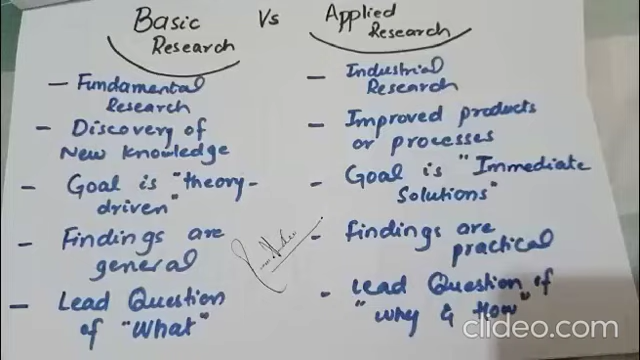 Basic Vs Applied
Research Research
- Fundamental
Research
- Discovery of
New Knowledge
- Goal is "theory-
driven"
- Findings are
general
- Lead Question
of "What"
- Industrial
Research
- Improved products
or processes
- Goal is "Immediate
Solutions"
- findings are
practical
- Lead Question of
"why & How"
clideo.com